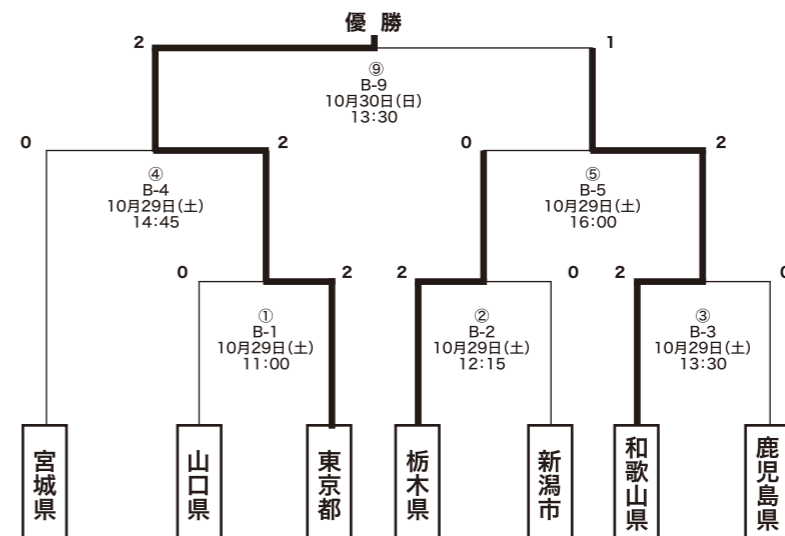 優 勝
2
1
⑨
B-9
10月30日(日)
13:30
0
2
0
2
④
B-4
10月29日(土)
14:45
⑤
B-5
10月29日(土)
16:00
0
2
2
0
2
0
①
B-1
10月29日(土)
11:00
②
B-2
10月29日(土)
12:15
③
B-3
10月29日(土)
13:30
宮城県
山口県
東京都
栃木県
新潟市
和歌山県
鹿児島県